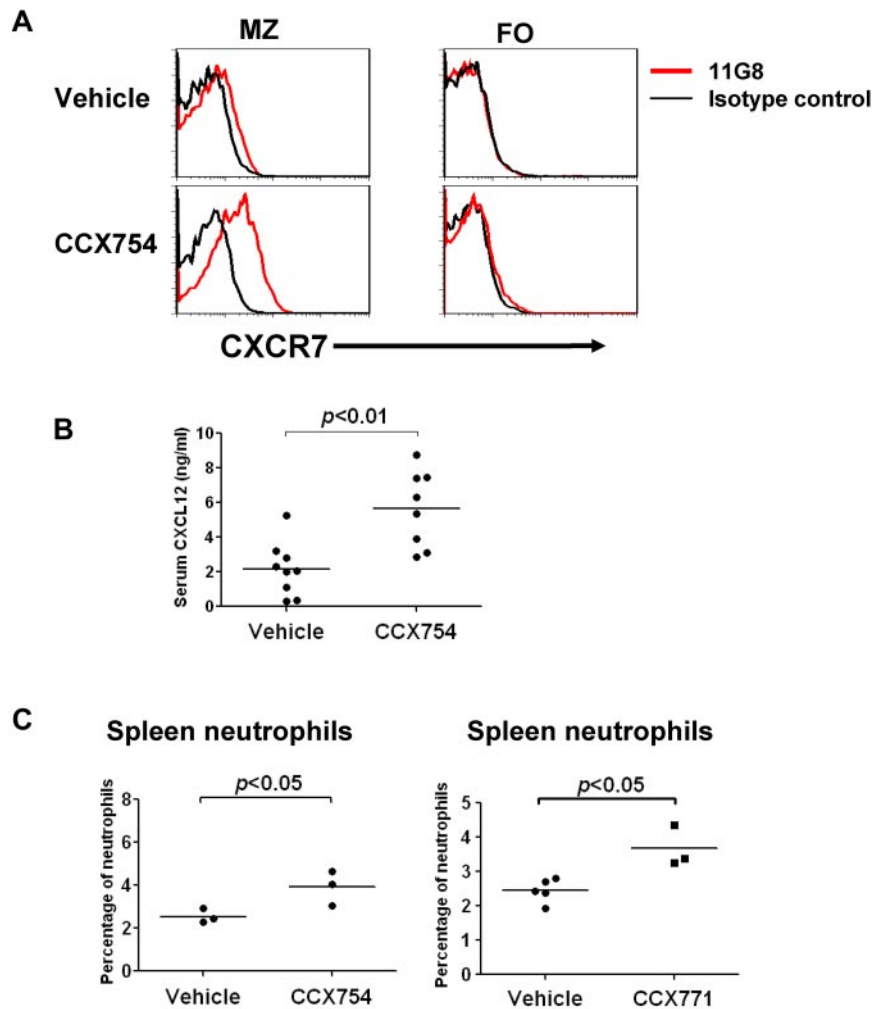 A
MZ
FO
Vehicle
11G8
Isotype control
CCX754
CXCR7
B
p<0.01
Serum CXCL12 (ng/ml)
10
8
6
4
2
0
Vehicle
CCX754
C
Spleen neutrophils
Spleen neutrophils
Percentage of neutrophils
8
6
4
2
0
p<0.05
Vehicle
CCX754
Percentage of neutrophils
5
4
3
2
1
0
p<0.05
Vehicle
CCX771